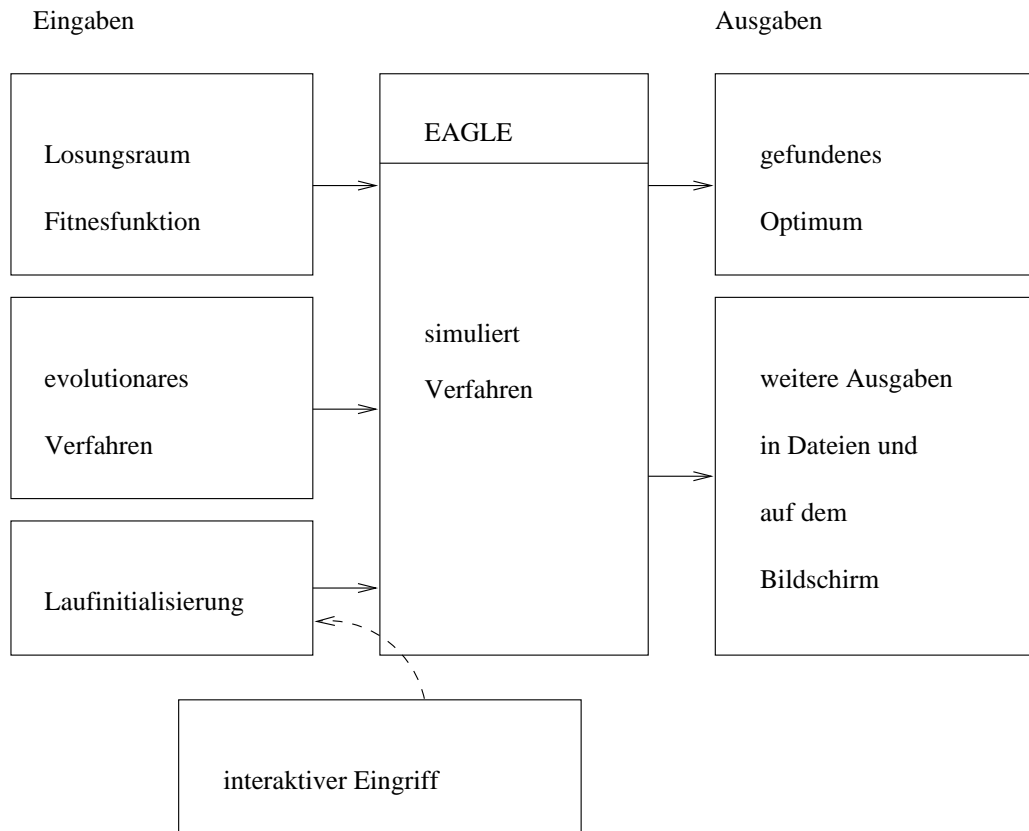 Eingaben
Ausgaben
Losungsraum
Fitnesfunktion
evolutionares
Verfahren
Laufinitialisierung
EAGLE
simuliert
Verfahren
gefundenes
Optimum
weitere Ausgaben
in Dateien und
auf dem
Bildschirm
interaktiver Eingriff